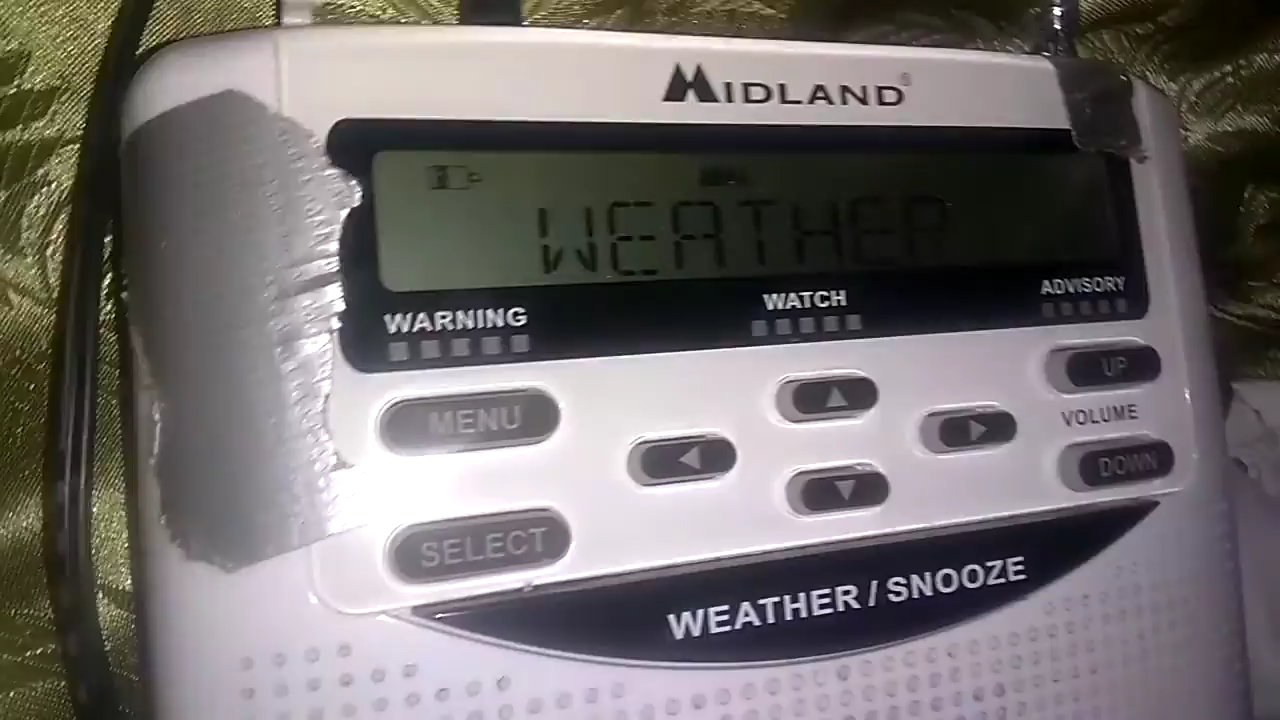 MIDLAND®
WEATHER
WARNING
WATCH
ADVISORY
MENU
UP
VOLUME
DOWN
SELECT
WEATHER / SNOOZE